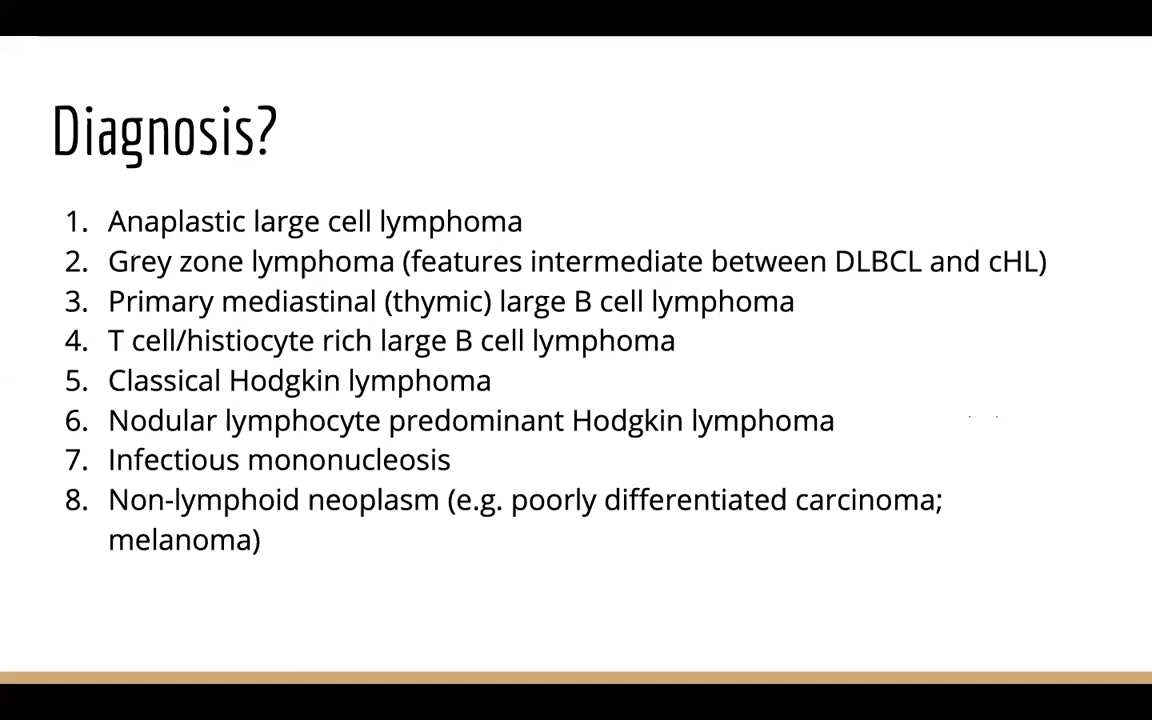 Diagnosis?
1. Anaplastic large cell lymphoma
2. Grey zone lymphoma (features intermediate between DLBCL and cHL)
3. Primary mediastinal (thymic) large B cell lymphoma
4. T cell/histiocyte rich large B cell lymphoma
5. Classical Hodgkin lymphoma
6. Nodular lymphocyte predominant Hodgkin lymphoma
7. Infectious mononucleosis
8. Non-lymphoid neoplasm (e.g. poorly differentiated carcinoma;
melanoma)